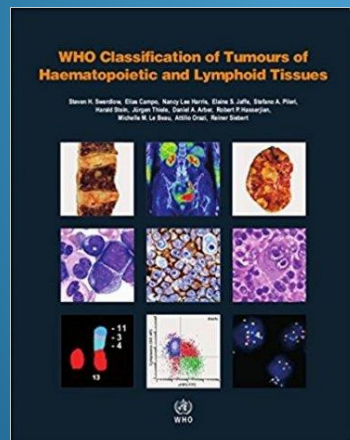 WHO Classification of Tumours of
Haematopoietic and Lymphoid Tissues
Steven H. Swerdlow, Elias Campo, Nancy Lee Harris, Elaine S. Jaffe, Stefano A. Pileri,
Harald Stein, Jürgen Thiele, Daniel A. Arber, Robert P. Hasserjian,
Michelle M. Le Beau, Attilio Orazi, Reiner Siebert
- 11
- 3
- 4
13
WHO